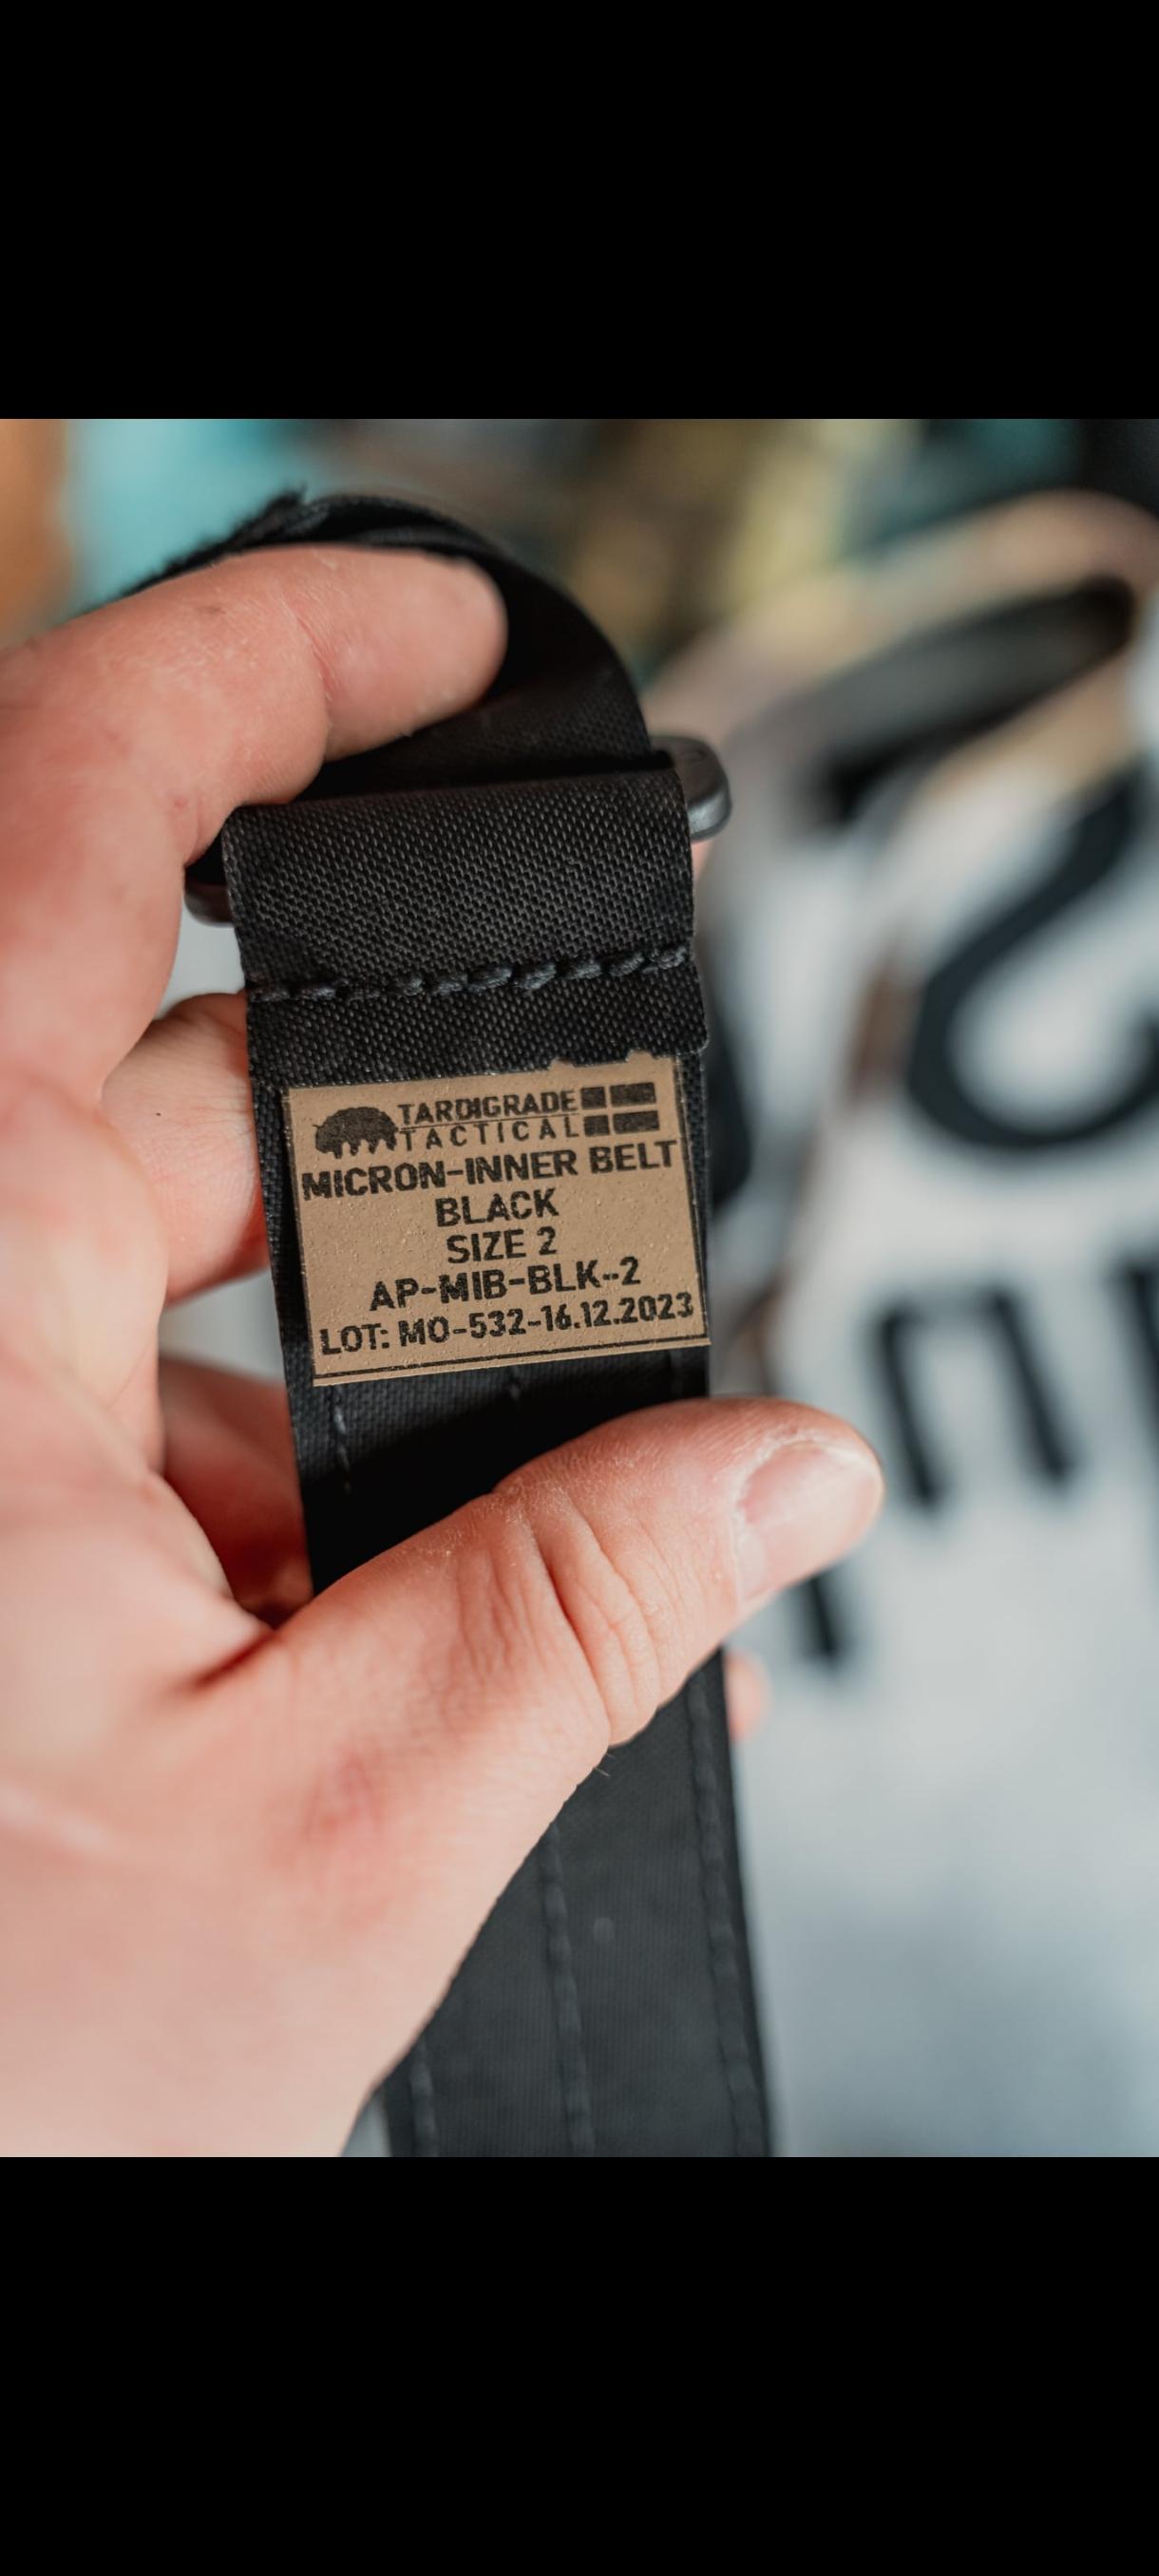 TARDIGRADE
TACTICAL
MICRON-INNER BELT
BLACK
SIZE 2
AP-MIB-BLK-2
LOT: MO-532-16.12.2023